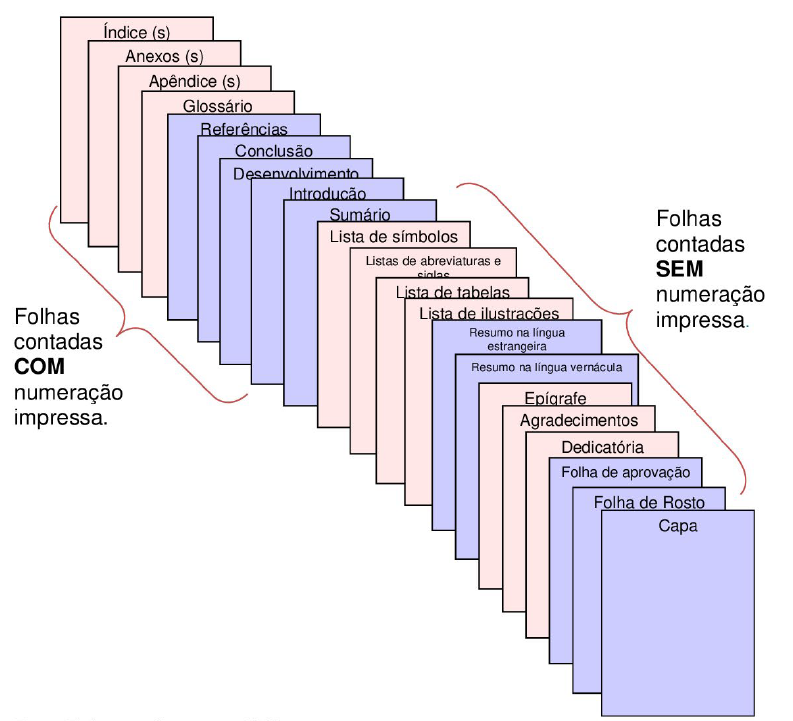 Índice (s)
Anexos (s)
Apêndice (s)
Glossário
Referências
Conclusão
Desenvolvimento
Introdução
Sumário
Lista de símbolos
Listas de abreviaturas e
siglas
Lista de tabelas
Lista de ilustrações
Resumo na língua
estrangeira
Resumo na língua vernácula
Epígrafe
Agradecimentos
Dedicatória
Folha de aprovação
Folha de Rosto
Capa
Folhas
contadas
SEM
numeração
impressa.
Folhas
contadas
COM
numeração
impressa.